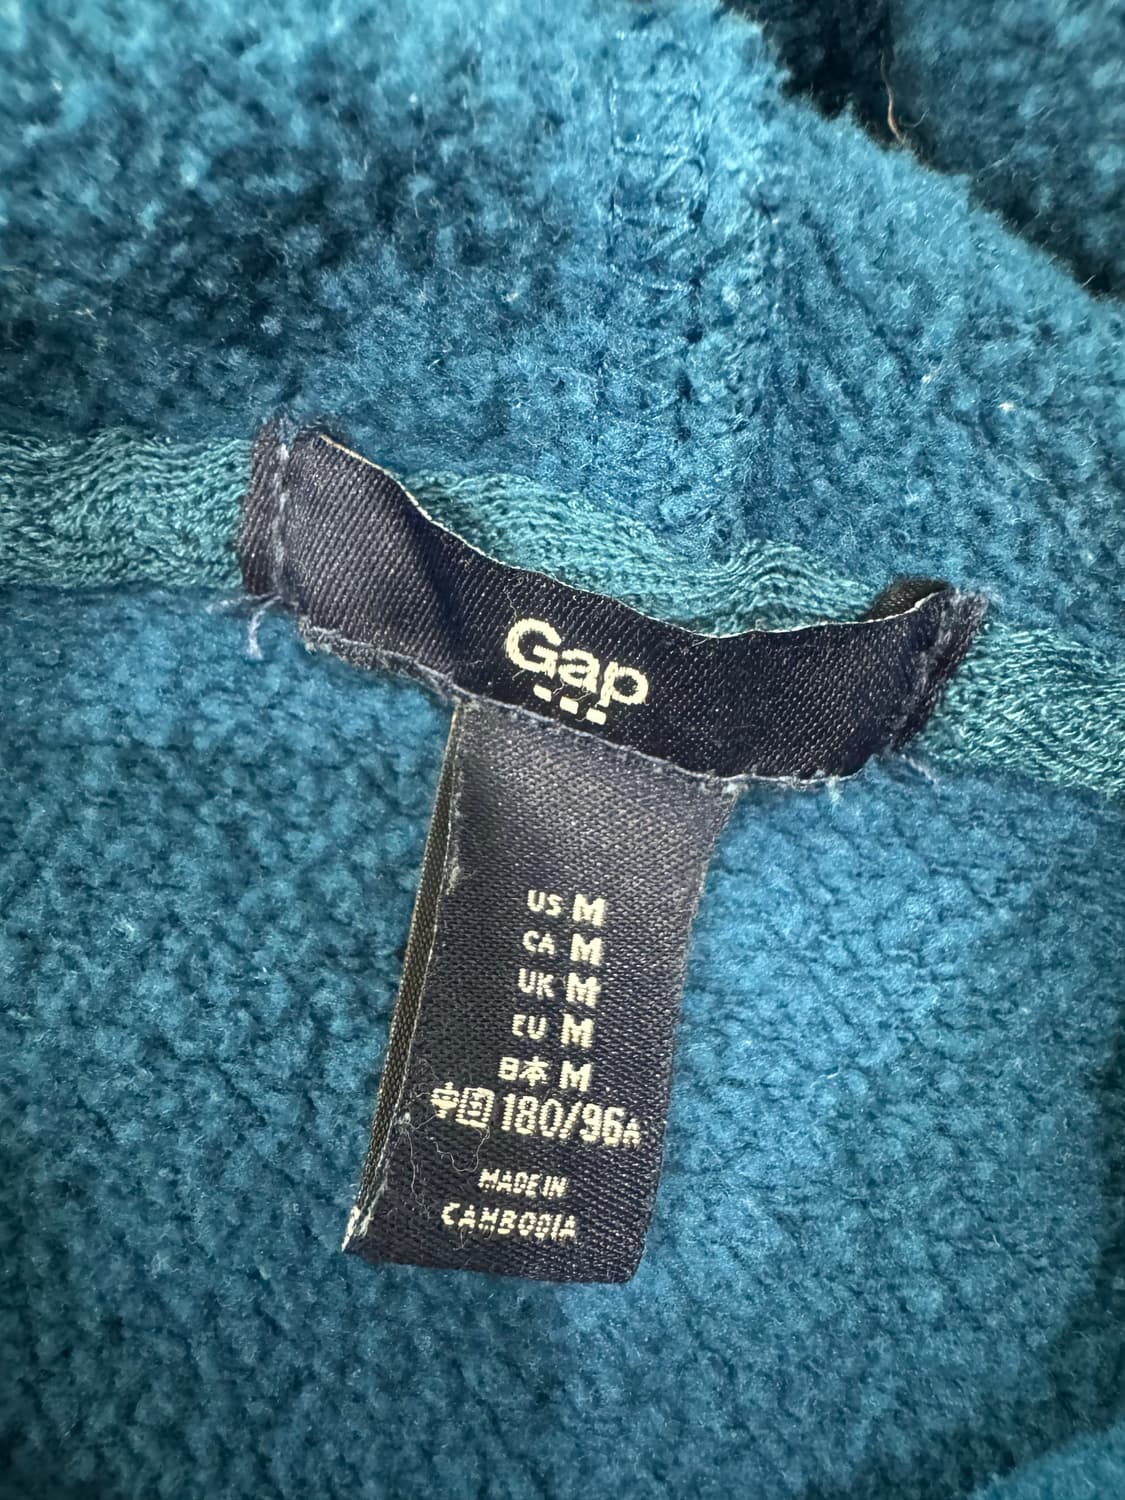 Gap
US M
CA M
UK M
EU M
日本 M
中国 180/96A
MADE IN
CAMBODIA